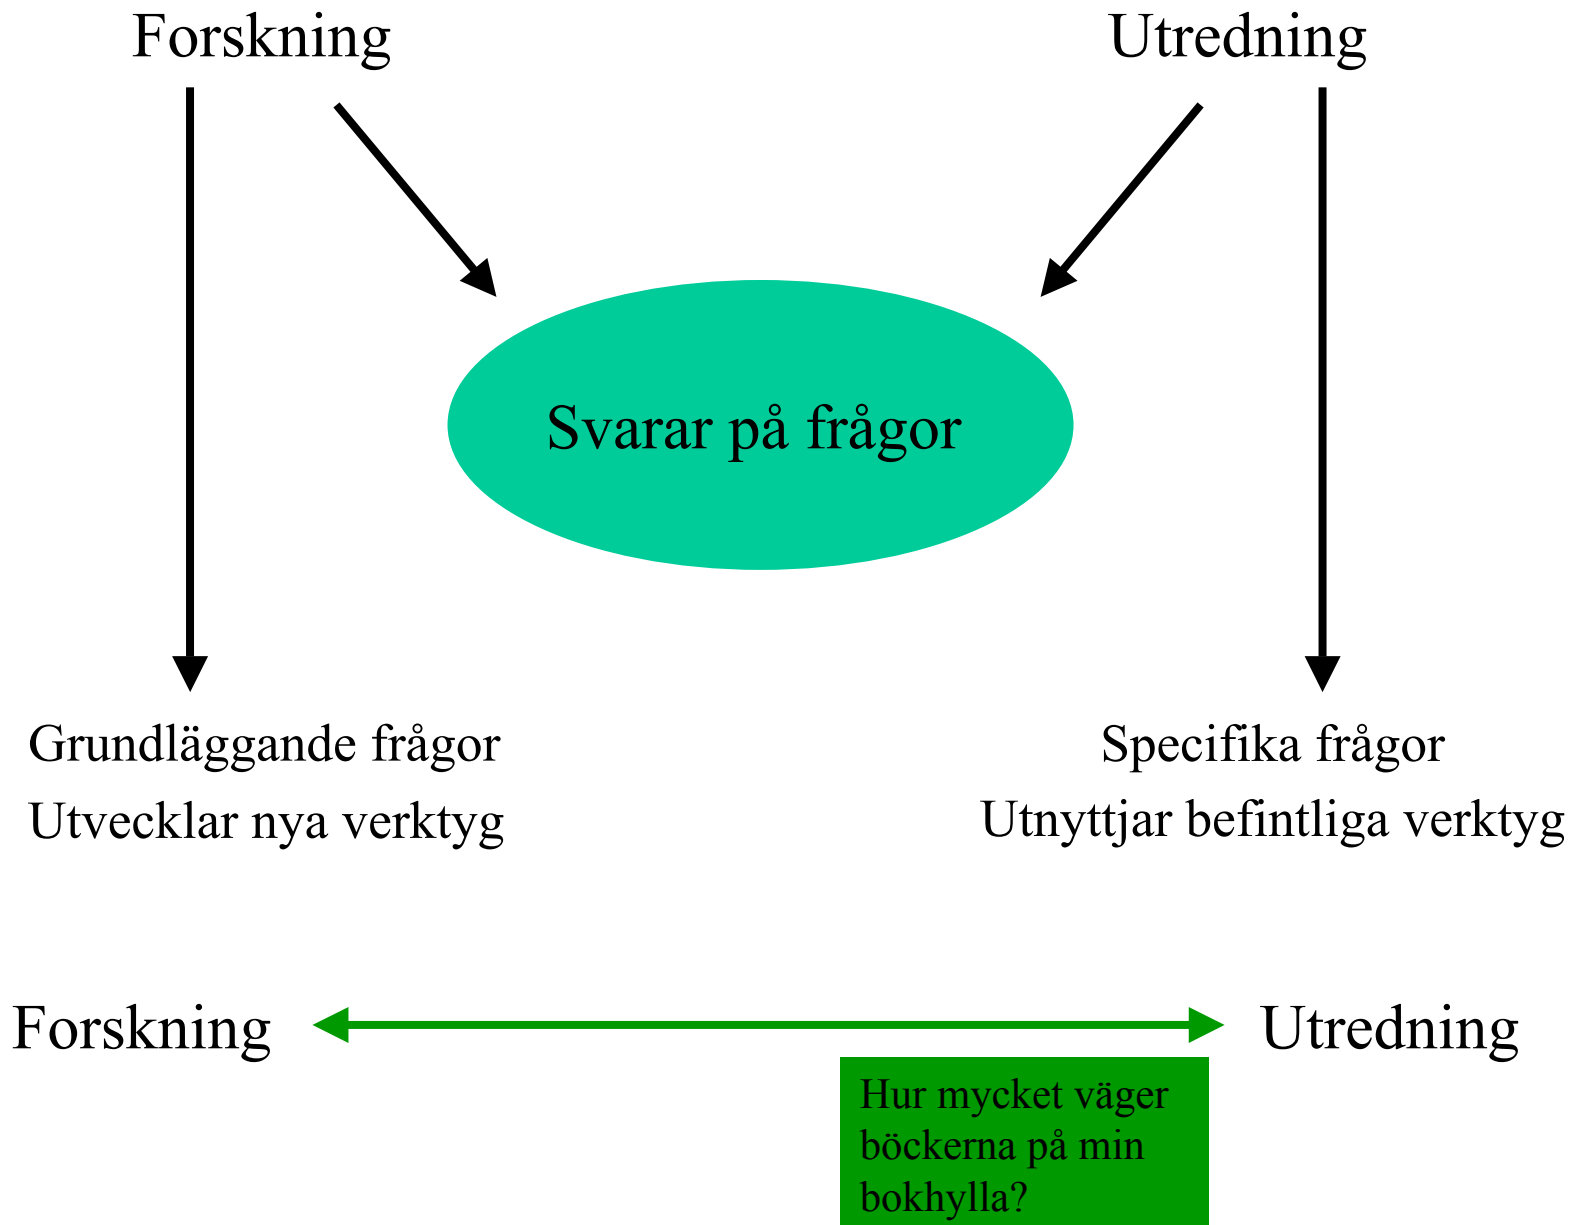 Forskning
Utredning
Svarar på frågor
Grundläggande frågor
Utvecklar nya verktyg
Specifika frågor
Utnyttjar befintliga verktyg
Forskning
Utredning
Hur mycket väger
böckerna på min
bokhylla?